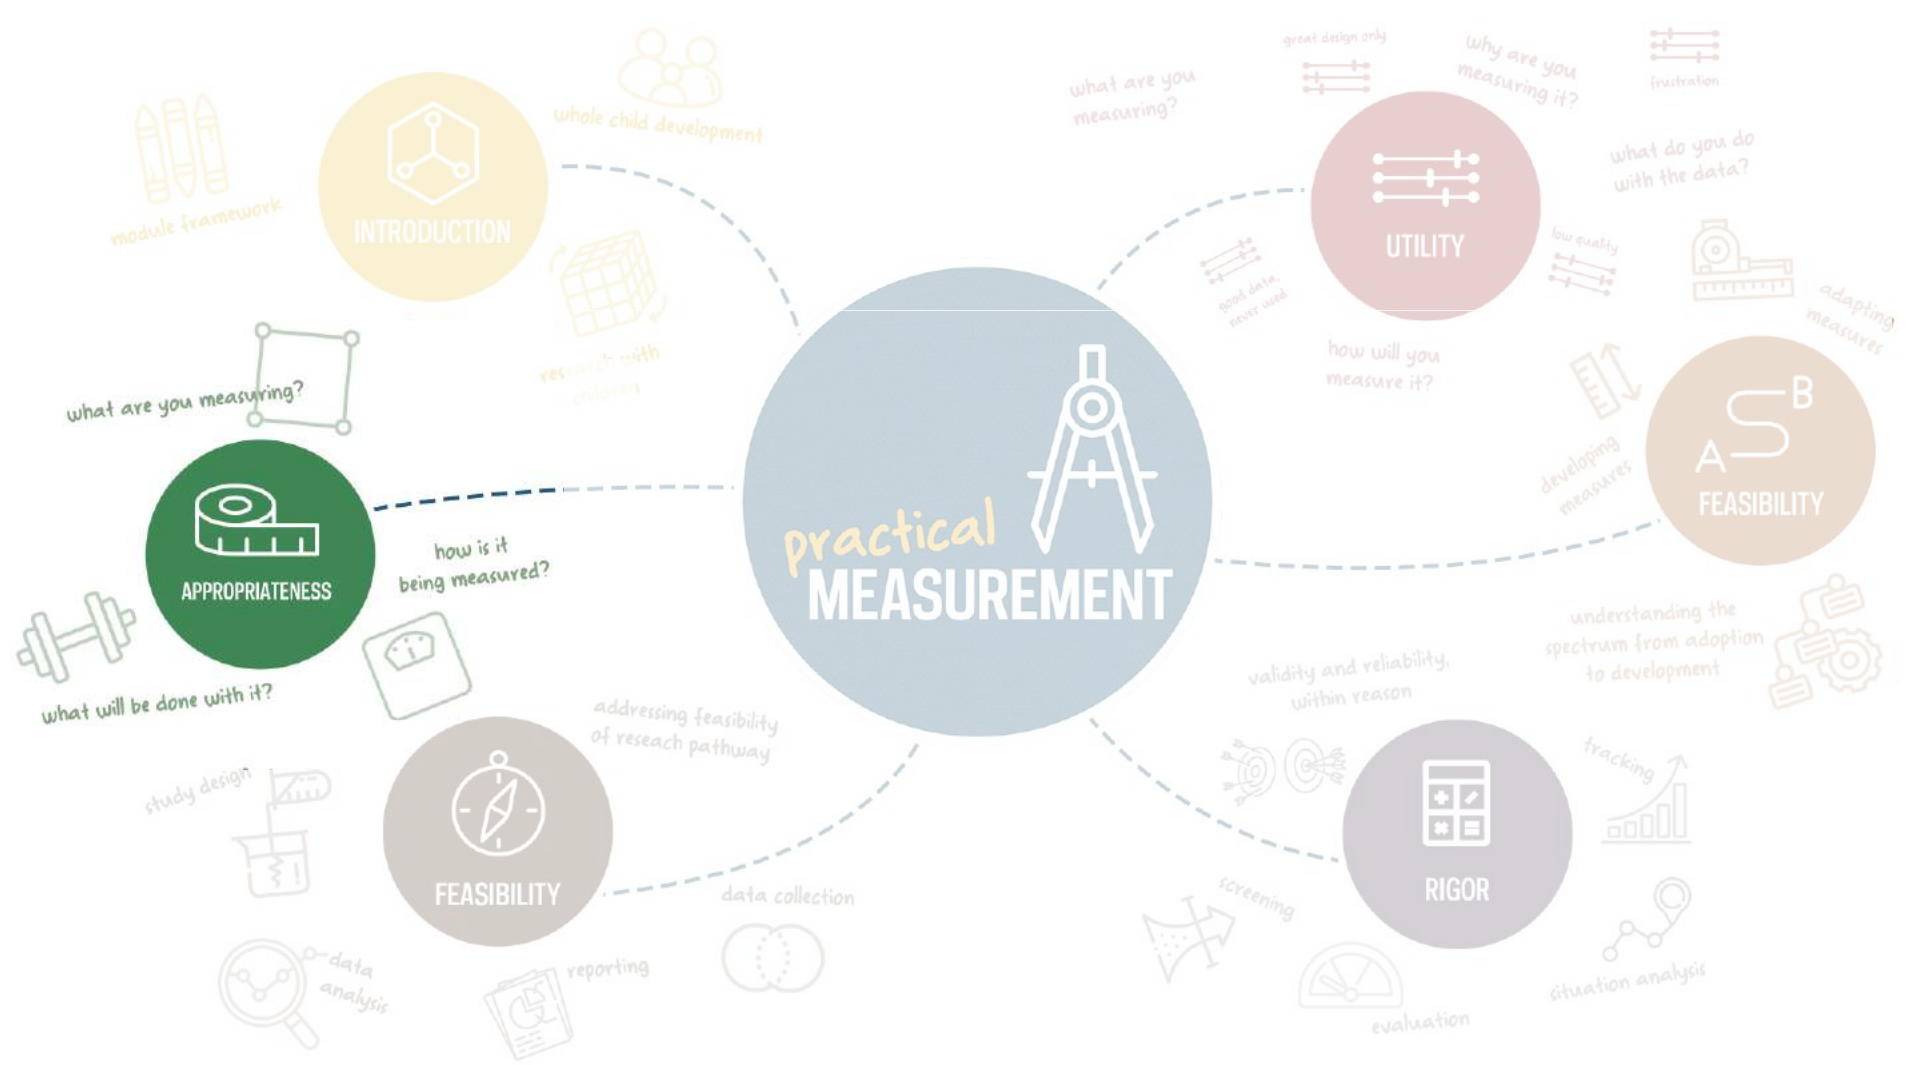 practical
MEASUREMENT
INTRODUCTION
module framework
whole child development
research with
children
what are you measuring?
APPROPRIATENESS
how is it
being measured?
what will be done with it?
FEASIBILITY
addressing feasibility
of reseach pathway
study design
data
analysis
reporting
data collection
UTILITY
what are you
measuring?
great design only
why are you
measuring it?
frustration
what do you do
with the data?
low quality
good data,
never used
how will you
measure it?
A
B
FEASIBILITY
adapting
measures
developing
measures
understanding the
spectrum from adoption
to development
RIGOR
validity and reliability,
within reason
tracking
screening
evaluation
situation analysis